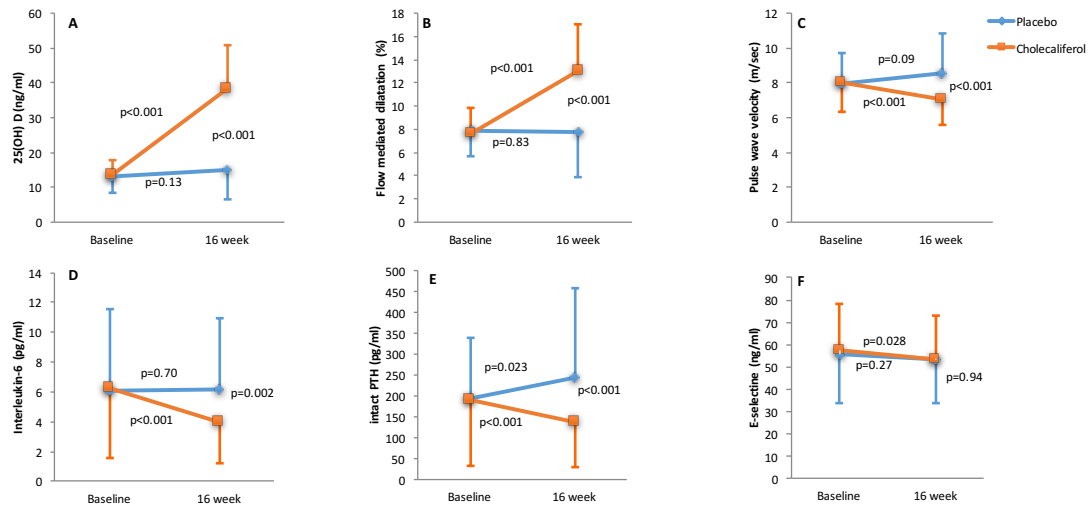 A
25(OH) D (ng/ml)
60
50
40
30
20
10
0
p<0.001
p<0.001
p=0.13
Baseline
16 week
B
Flow mediated dilatation (%)
18
16
14
12
10
8
6
4
2
0
p<0.001
p<0.001
p=0.83
Baseline
16 week
C
Pulse wave velocity (m/sec)
12
10
8
6
4
2
0
p=0.09
p<0.001
p<0.001
Baseline
16 week
Placebo
Cholecaliferol
D
Interleukin-6 (pg/ml)
14
12
10
8
6
4
2
0
p=0.70
p=0.002
p<0.001
Baseline
16 week
E
intact PTH (pg/ml)
500
450
400
350
300
250
200
150
100
50
0
p=0.023
p<0.001
p<0.001
Baseline
16 week
F
E-selectine (ng/ml)
90
80
70
60
50
40
30
20
10
0
p=0.028
p=0.27
p=0.94
Baseline
16 week